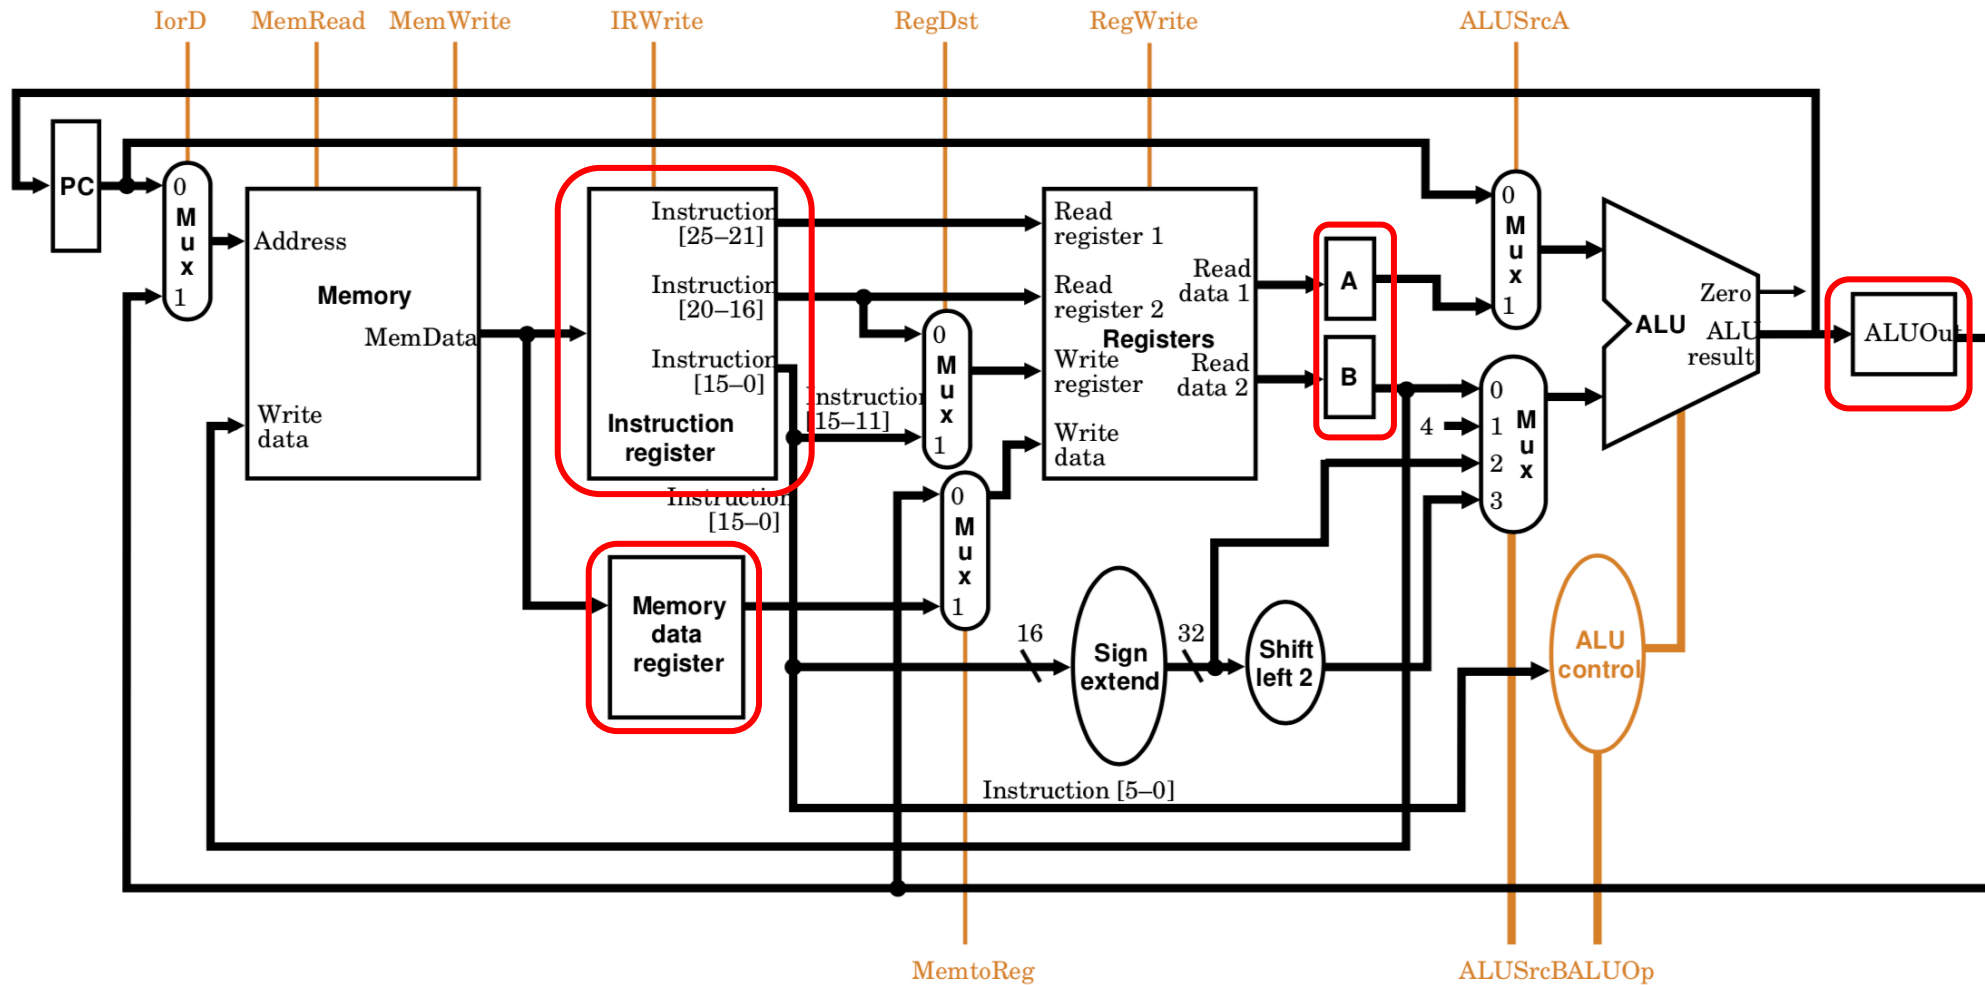 IorD
MemRead
MemWrite
IRWrite
RegDst
RegWrite
ALUSrcA
PC
0
M
u
x
1
Address
Memory
MemData
Write
data
Instruction
[25–21]
Instruction
[20–16]
Instruction
[15–0]
Instruction
register
Instruction
[15–11]
Instruction
[15–0]
Memory
data
register
0
M
u
x
1
0
M
u
x
1
Read
register 1
Read
register 2
Registers
Write
register
Write
data
Read
data 1
Read
data 2
A
B
4
0
M
u
x
1
0
1
2
3
M
u
x
Zero
ALU
ALU
result
ALUOut
16
Sign
extend
32
Shift
left 2
ALU
control
Instruction [5–0]
MemtoReg
ALUSrcB
ALUOp